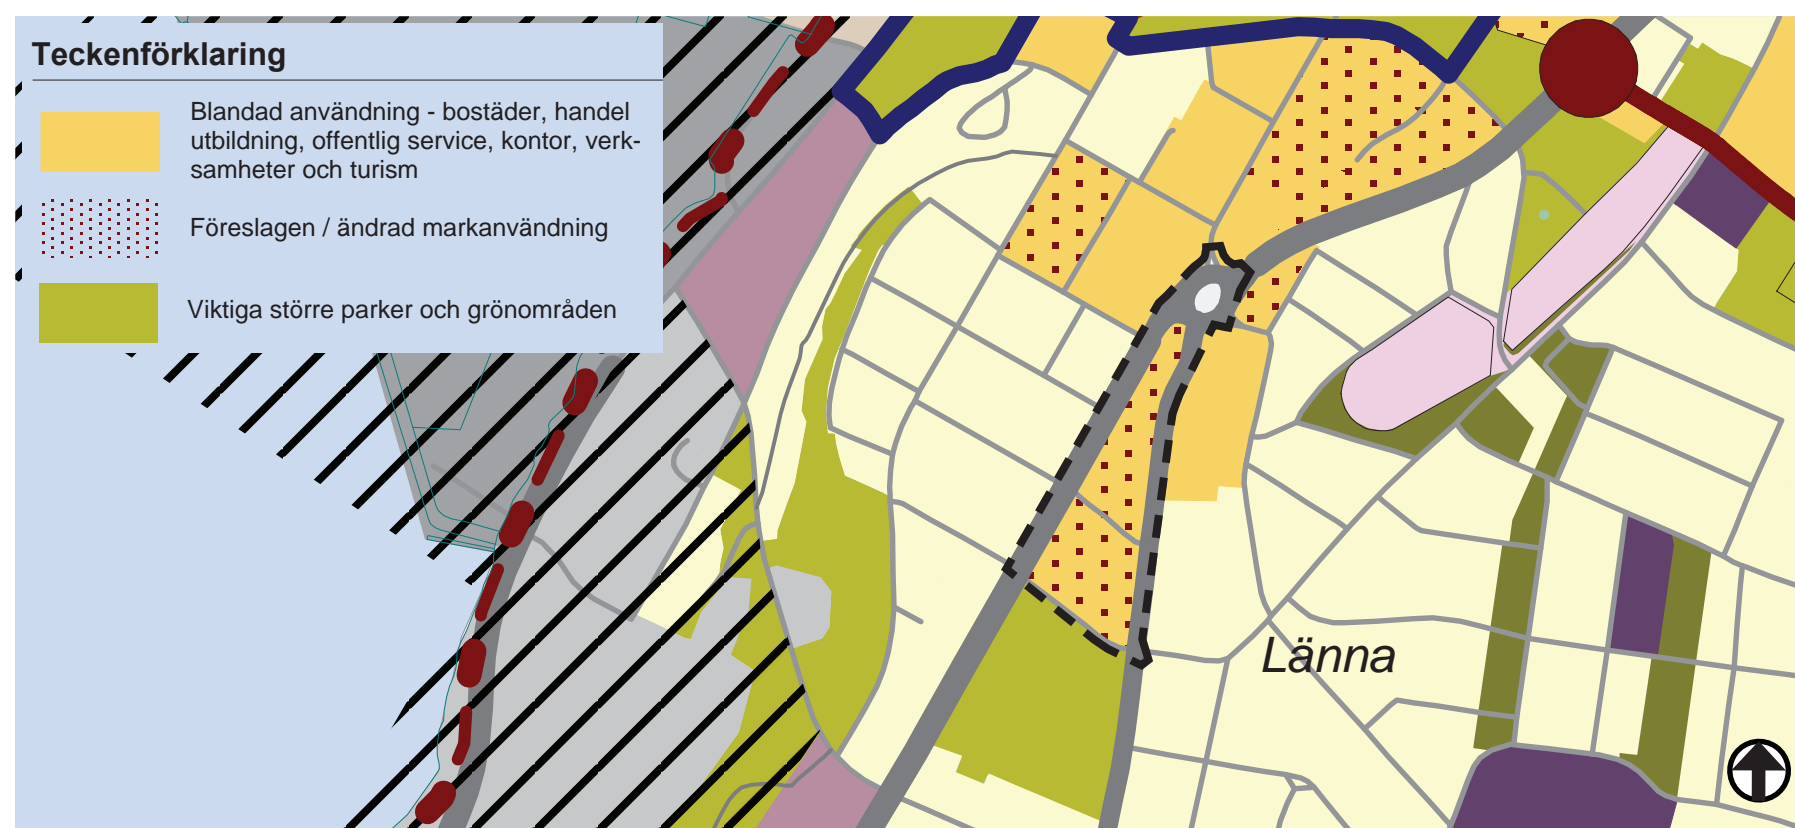 Teckenförklaring
Blandad användning - bostäder, handel
utbildning, offentlig service, kontor, verk-
samheter och turism
Föreslagen / ändrad markanvändning
Viktiga större parker och grönområden
Länna